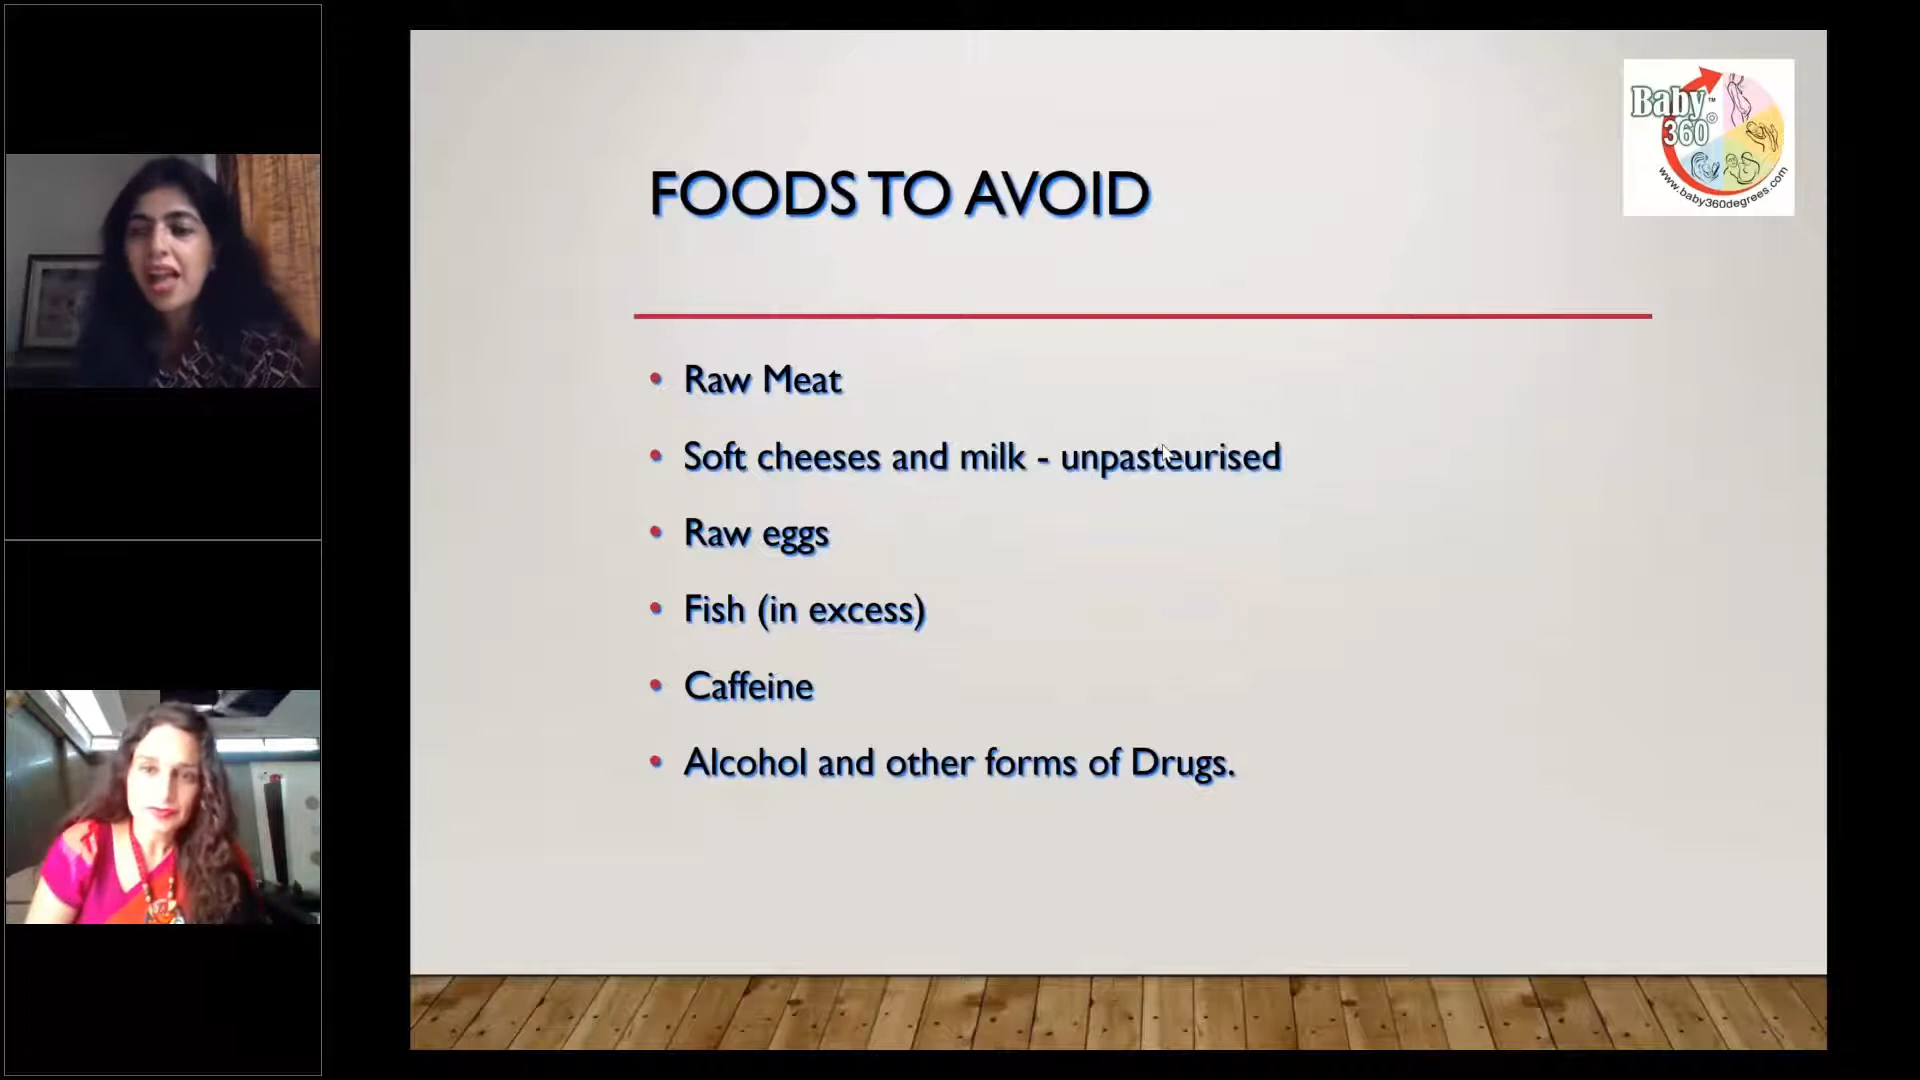 Baby™
360°
www.baby360degrees.com
FOODS TO AVOID
• Raw Meat
• Soft cheeses and milk - unpasteurised
• Raw eggs
• Fish (in excess)
• Caffeine
• Alcohol and other forms of Drugs.